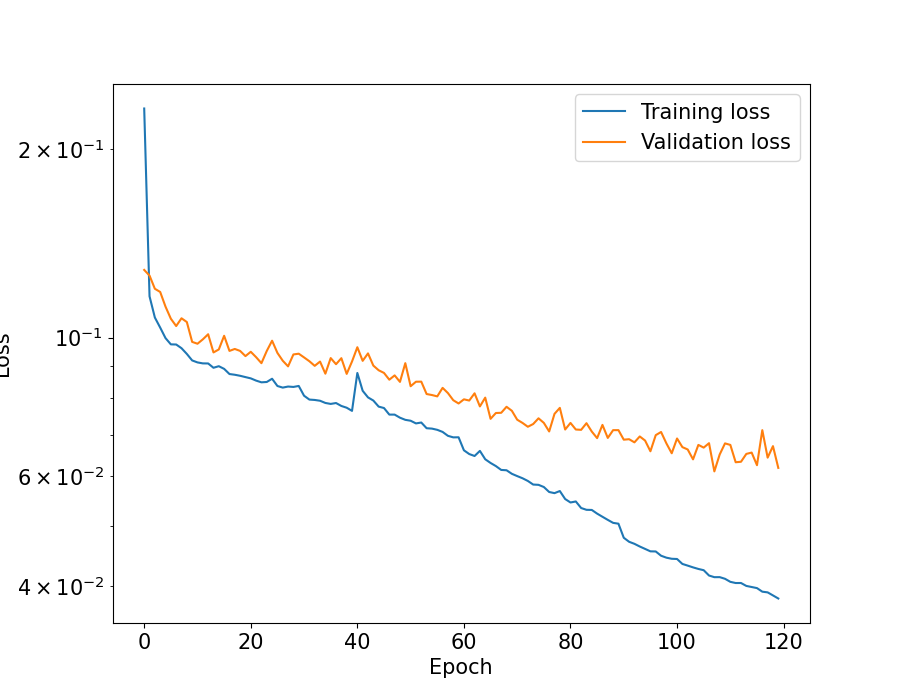 Training loss
Validation loss
2 × 10⁻¹
10⁻¹
6 × 10⁻²
4 × 10⁻²
Loss
0 20 40 60 80 100 120
Epoch